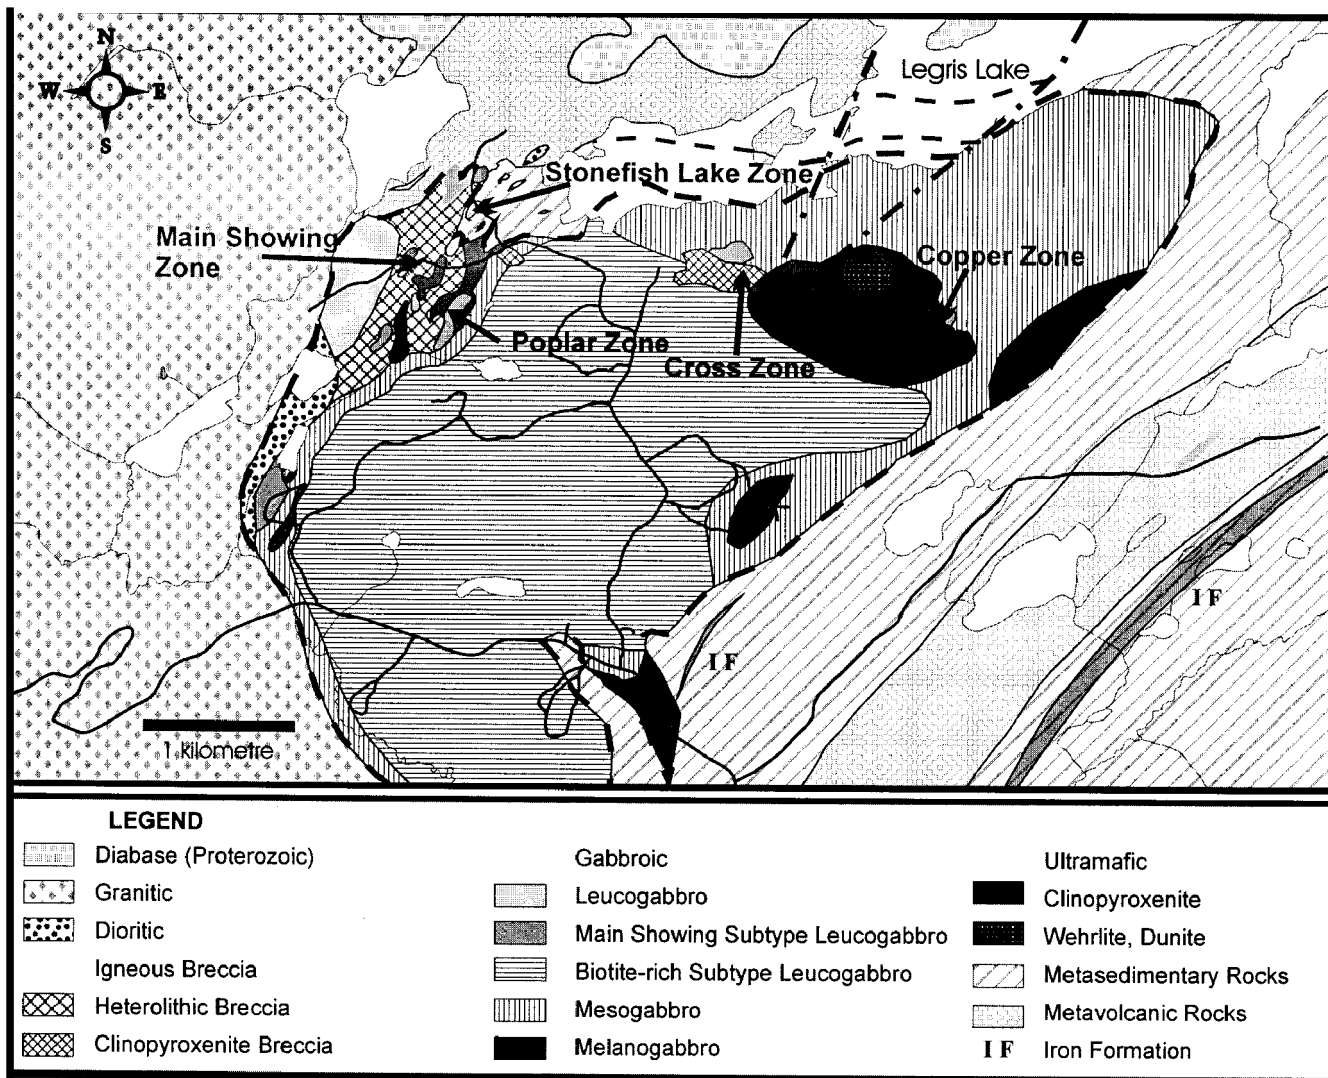 N
W E
S
Legris Lake
Stonefish Lake Zone
Main Showing
Zone
Copper Zone
Poplar Zone
Cross Zone
I F
I F
1 kilometre
LEGEND
Diabase (Proterozoic)
Granitic
Dioritic
Igneous Breccia
Heterolithic Breccia
Clinopyroxenite Breccia
Gabbroic
Leucogabbro
Main Showing Subtype Leucogabbro
Biotite-rich Subtype Leucogabbro
Mesogabbro
Melanogabbro
Ultramafic
Clinopyroxenite
Wehrlite, Dunite
Metasedimentary Rocks
Metavolcanic Rocks
I F Iron Formation